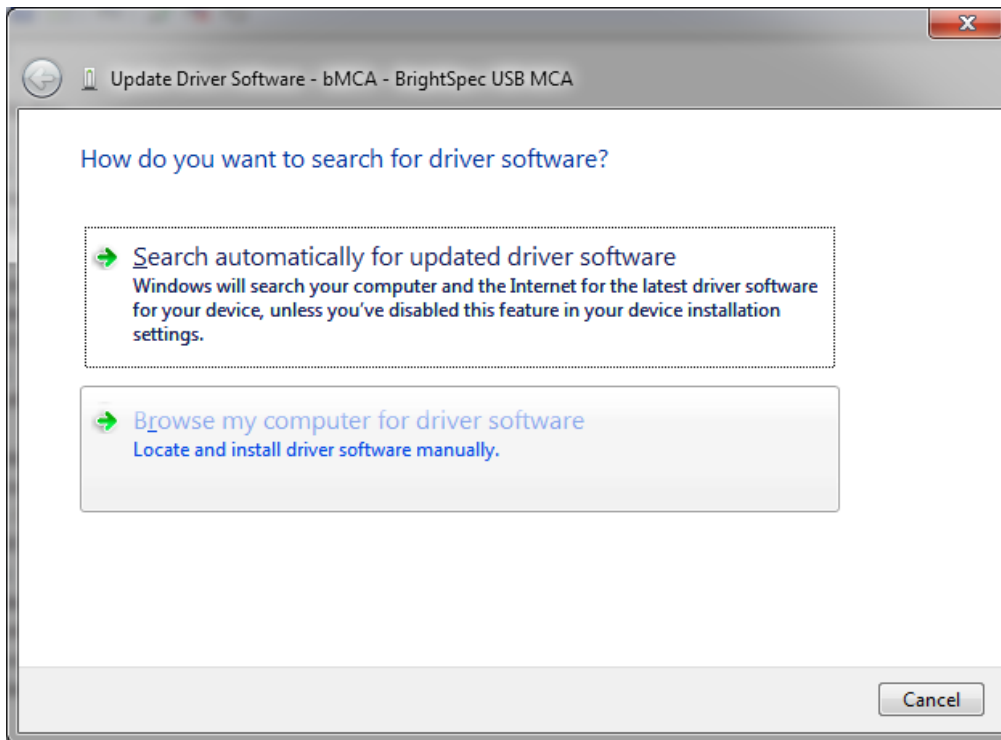 Update Driver Software - bMCA - BrightSpec USB MCA
How do you want to search for driver software?
Search automatically for updated driver software
Windows will search your computer and the Internet for the latest driver software
for your device, unless you've disabled this feature in your device installation
settings.
Browse my computer for driver software
Locate and install driver software manually.
Cancel